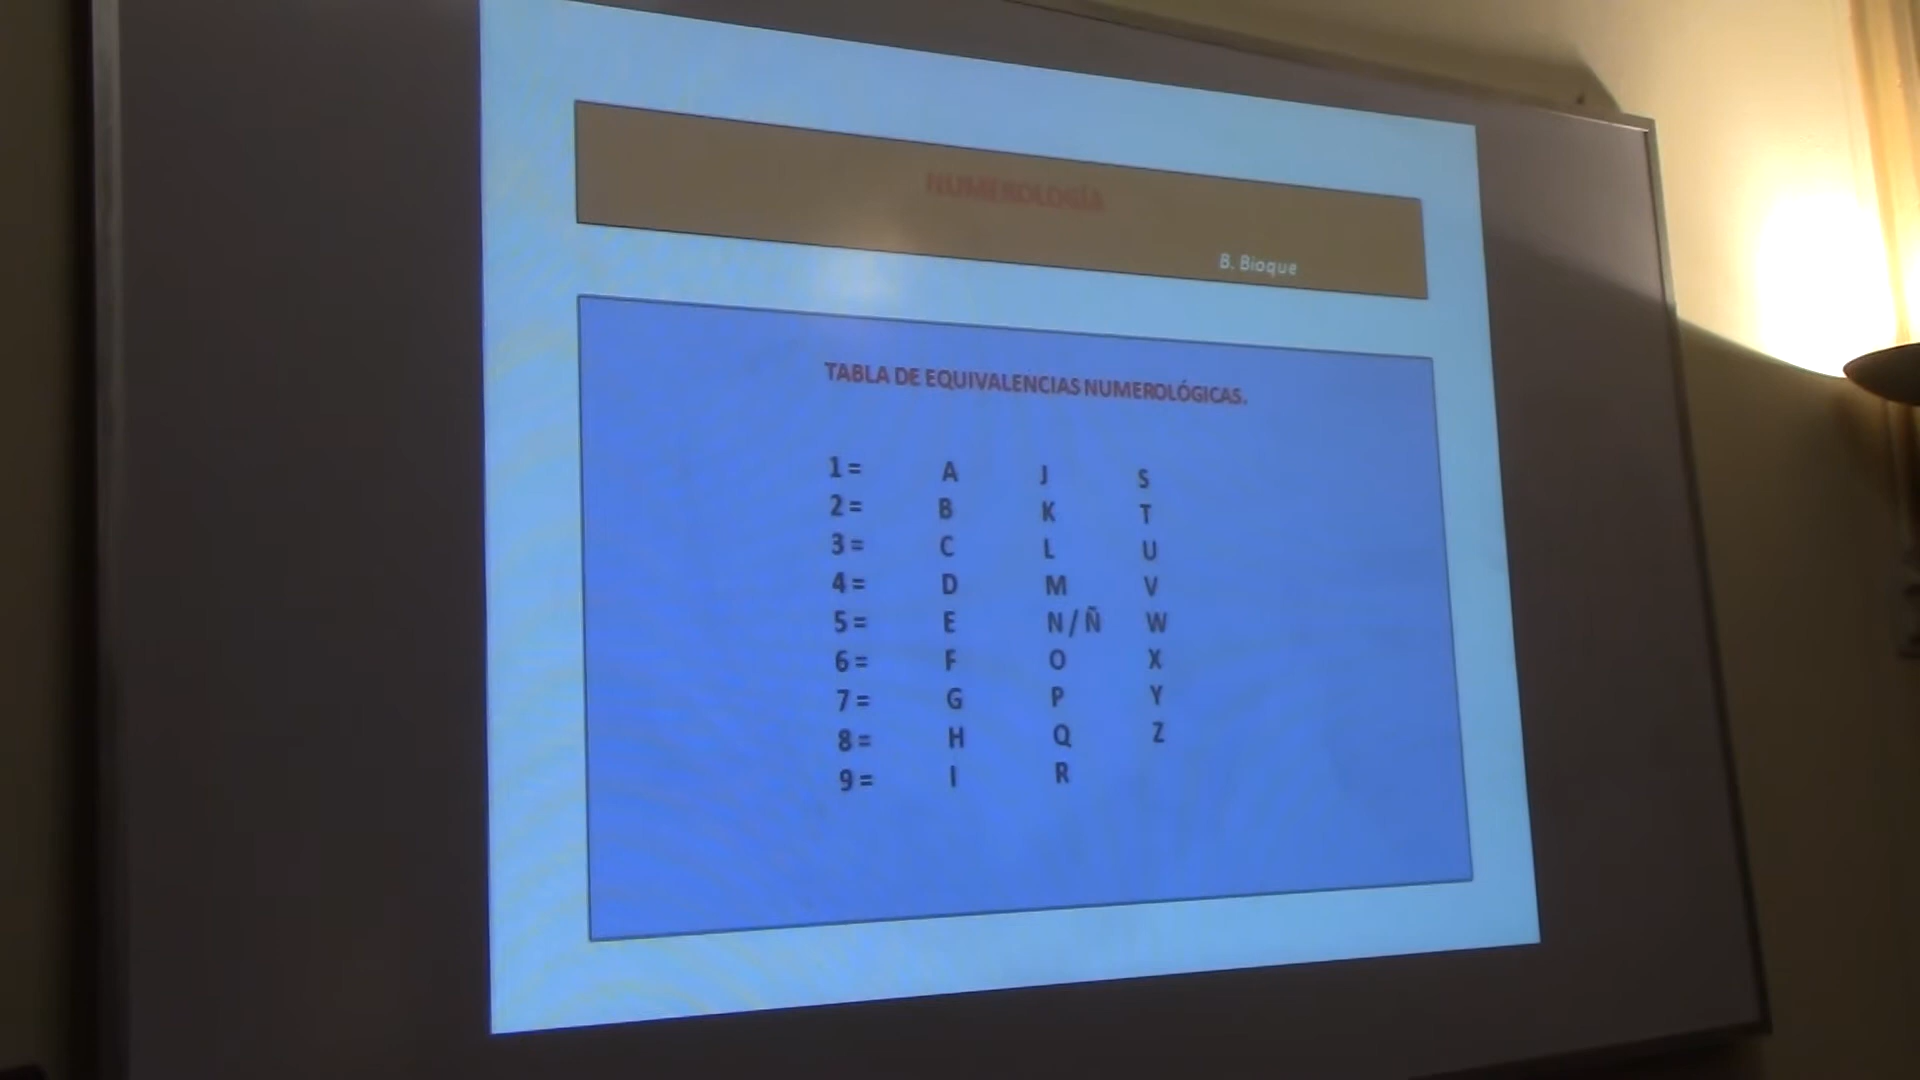 NUMEROLOGÍA
B. Bioque
TABLA DE EQUIVALENCIAS NUMEROLÓGICAS.
1 = A J S
2 = B K T
3 = C L U
4 = D M V
5 = E N / Ñ W
6 = F O X
7 = G P Y
8 = H Q Z
9 = I R